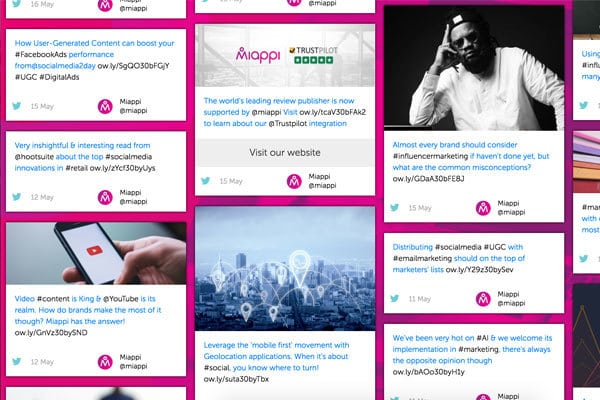 16 May
Miappi
@miappi
How User-Generated Content can boost your
#FacebookAds performance
from@socialmedia2day ow.ly/SgQO30bFGjY
#UGC #DigitalAds
15 May
Miappi
@miappi
Very insightful & interesting read from
@hootsuite about the top #socialmedia
innovations in #retail ow.ly/zYcf30byUys
12 May
Miappi
@miappi
Video #content is King & @YouTube is its
realm. How do brands make the most of it
though? Miappi has the answer!
ow.ly/GnVz30bySND
12 May
Miappi
@miappi
@miappi
MIAPPI
TRUSTPILOT
The world's leading review publisher is now
supported by @miappi Visit ow.ly/tcaV30bFAk2
to learn about our @Trustpilot integration
Visit our website
15 May
Miappi
@miappi
Leverage the 'mobile first' movement with
Geolocation applications. When it's about
#social, you know where to turn!
ow.ly/suta30byTbx
Almost every brand should consider
#influencermarketing if haven't done yet, but
what are the common misconceptions?
ow.ly/GDaA30bFE8J
15 May
Miappi
@miappi
Distributing #socialmedia #UGC with
#emailmarketing should on the top of
marketers' lists ow.ly/Y29z30bySev
11 May
Miappi
@miappi
We've been very hot on #AI & we welcome its
implementation in #marketing, there's always
the opposite opinion though
ow.ly/bAOo30byH1y
11 May
Miappi
Using
#influ
many
#mar
with
most